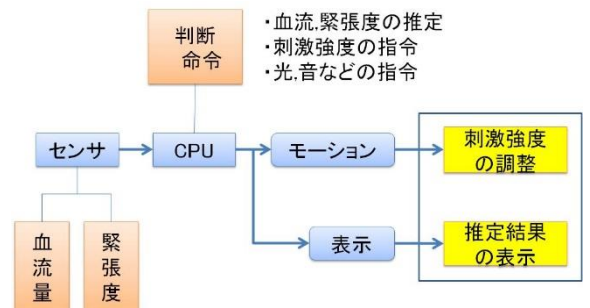 判断
命令
・血流,緊張度の推定
・刺激強度の指令
・光,音などの指令
センサ
CPU
モーション
刺激強度
の調整
表示
推定結果
の表示
血流量
緊張度